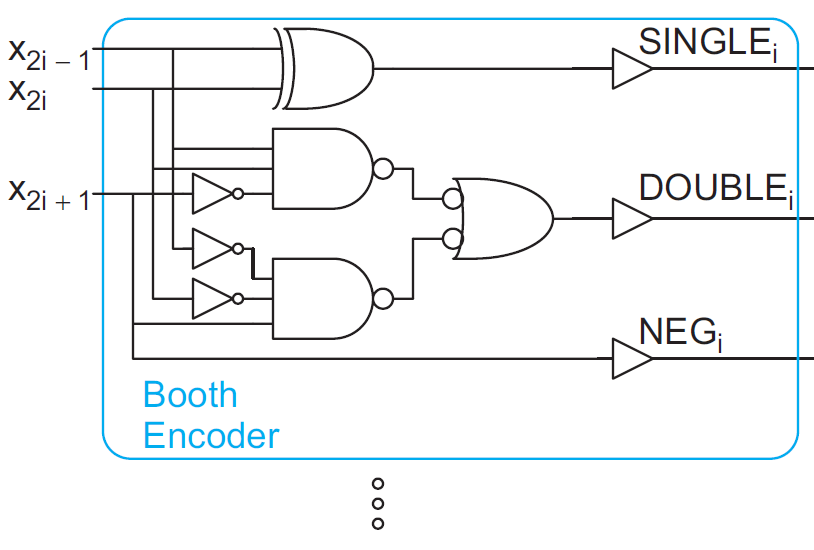 x2i – 1
x2i
x2i + 1
SINGLEi
DOUBLEi
NEGi
Booth
Encoder